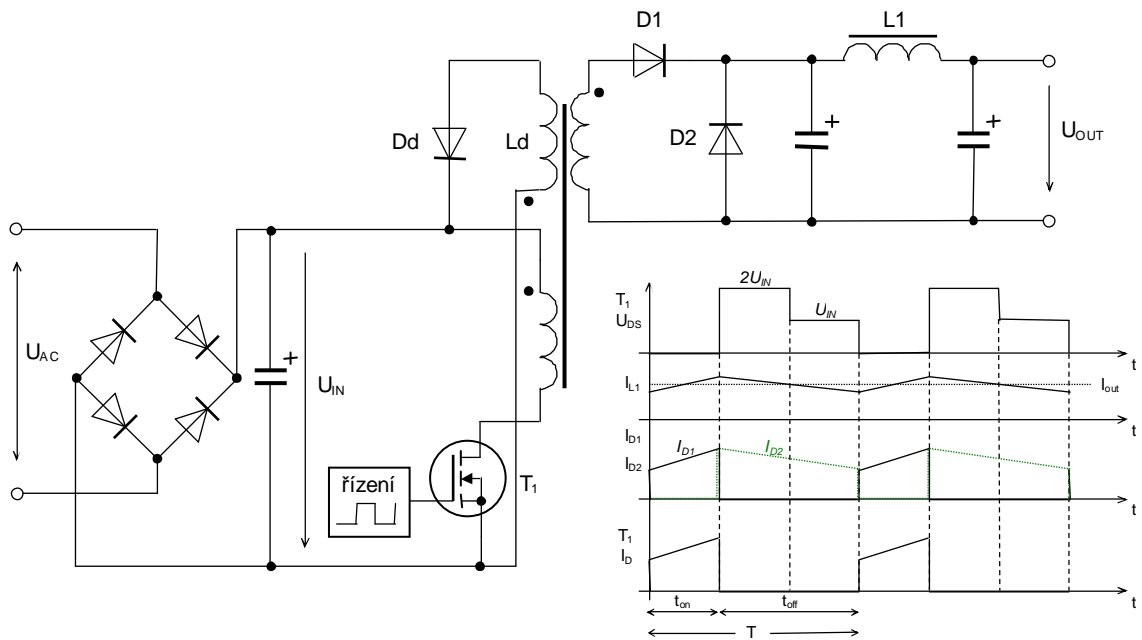 D1
L1
Dd
Ld
D2
+
+
UOUT
UAC
+
UIN
řízení
T1
2UIN
T1
UDS
UIN
t
IL1
Iout
t
ID1
ID2
ID1
ID2
t
T1
ID
t
ton
toff
T